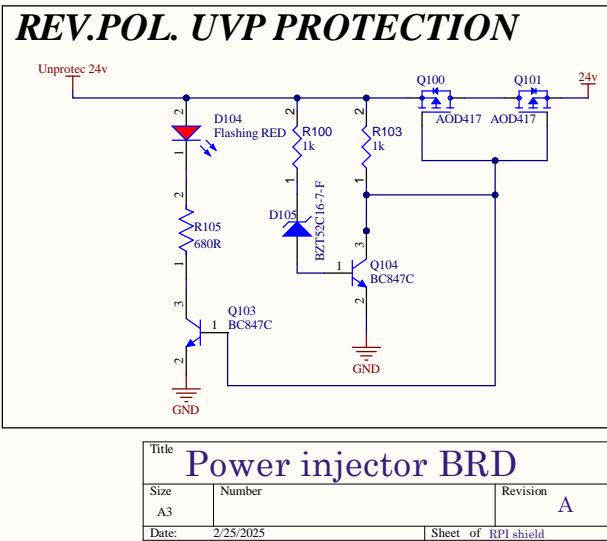 REV.POL. UVP PROTECTION
Unprotec 24v
Q100
Q101
24v
AOD417
AOD417
2
D104
Flashing RED
1
2
R100
1k
1
2
R103
1k
1
2
R105
680R
1
D105
BZT52C16-7-F
3
1
Q104
BC847C
2
3
Q103
1
BC847C
2
GND
GND
Title
Power injector BRD
Size
Number
Revision
A3
A
Date:
2/25/2025
Sheet of RPI shield